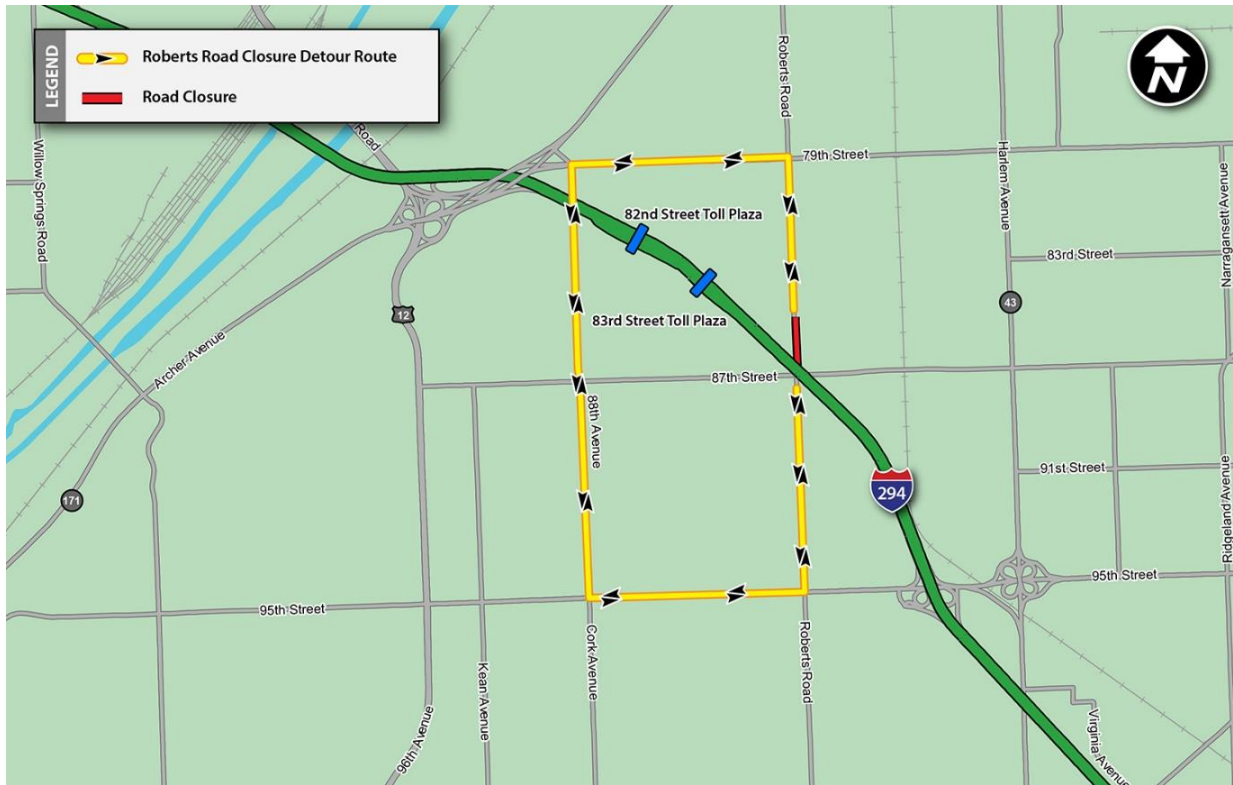 LEGEND
Roberts Road Closure Detour Route
Road Closure
N
Willow Springs Road
Road
Roberts Road
79th Street
Harlem Avenue
Narragansett Avenue
82nd Street Toll Plaza
83rd Street
43
12
83rd Street Toll Plaza
Archer Avenue
87th Street
88th Avenue
91st Street
171
294
Ridgeland Avenue
95th Street
95th Street
Kean Avenue
Cork Avenue
Roberts Road
96th Avenue
Virginia Avenue